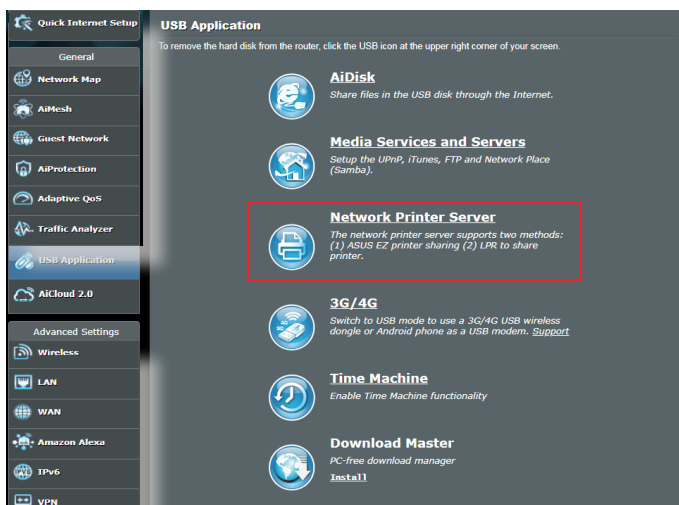 Quick Internet Setup
General
Network Map
AiMesh
Guest Network
AiProtection
Adaptive QoS
Traffic Analyzer
USB Application
AiCloud 2.0
Advanced Settings
Wireless
LAN
WAN
Amazon Alexa
IPv6
VPN
USB Application
To remove the hard disk from the router, click the USB icon at the upper right corner of your screen.
AiDisk
Share files in the USB disk through the Internet.
Media Services and Servers
Setup the UPnP, iTunes, FTP and Network Place
(Samba).
Network Printer Server
The network printer server supports two methods:
(1) ASUS EZ printer sharing (2) LPR to share
printer.
3G/4G
4G
3G
Switch to USB mode to use a 3G/4G USB wireless
dongle or Android phone as a USB modem. Support
Time Machine
Enable Time Machine functionality
Download Master
PC-free download manager
Install